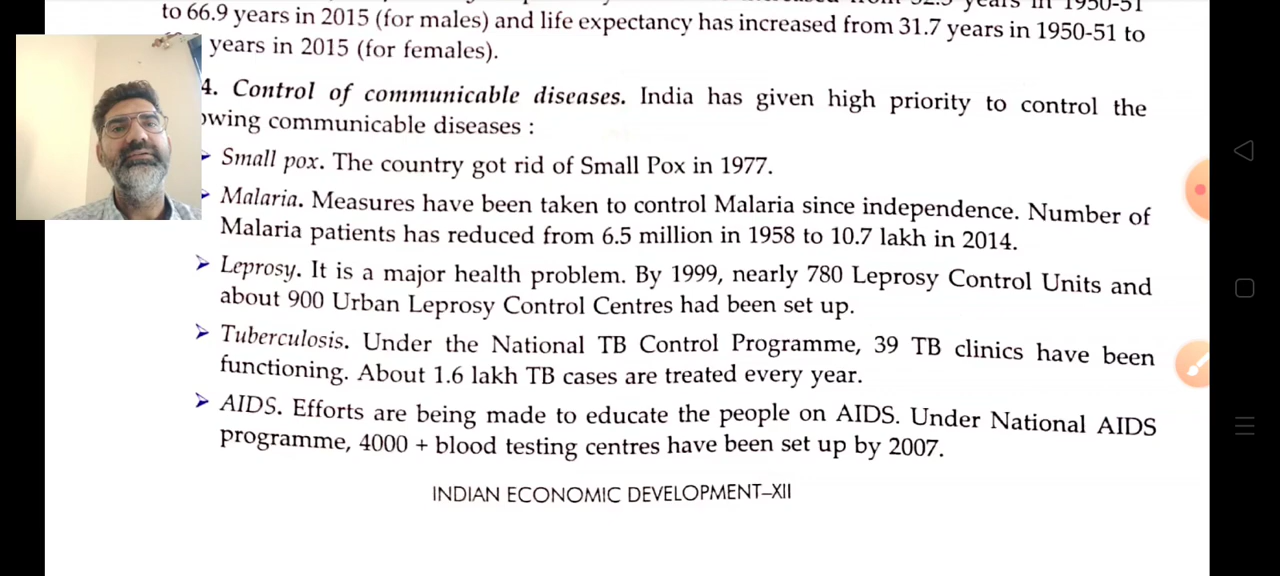 to 66.9 years in 2015 (for males) and life expectancy has increased from 31.7 years in 1950-51 to
years in 2015 (for females).
4. Control of communicable diseases. India has given high priority to control the
owing communicable diseases :
➤ Small pox. The country got rid of Small Pox in 1977.
➤ Malaria. Measures have been taken to control Malaria since independence. Number of
Malaria patients has reduced from 6.5 million in 1958 to 10.7 lakh in 2014.
➤ Leprosy. It is a major health problem. By 1999, nearly 780 Leprosy Control Units and
about 900 Urban Leprosy Control Centres had been set up.
➤ Tuberculosis. Under the National TB Control Programme, 39 TB clinics have been
functioning. About 1.6 lakh TB cases are treated every year.
➤ AIDS. Efforts are being made to educate the people on AIDS. Under National AIDS
programme, 4000 + blood testing centres have been set up by 2007.
INDIAN ECONOMIC DEVELOPMENT–XII